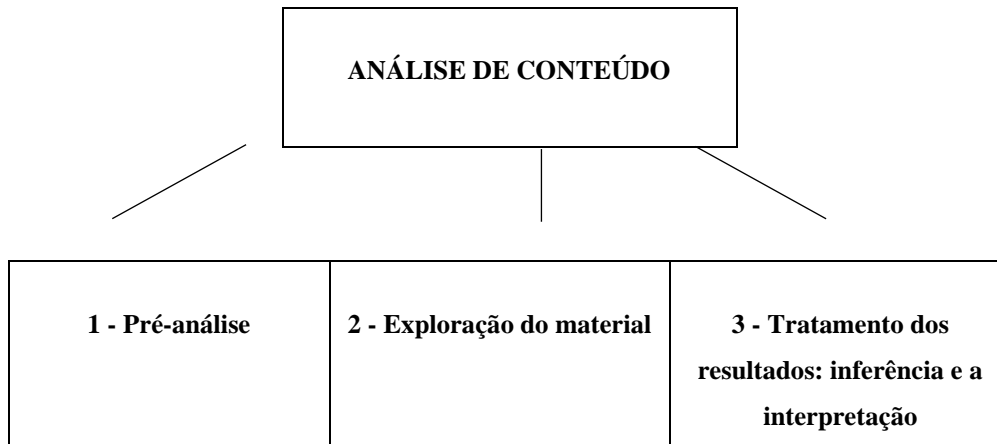 ANÁLISE DE CONTEÚDO
1 - Pré-análise
2 - Exploração do material
3 - Tratamento dos
resultados: inferência e a
interpretação